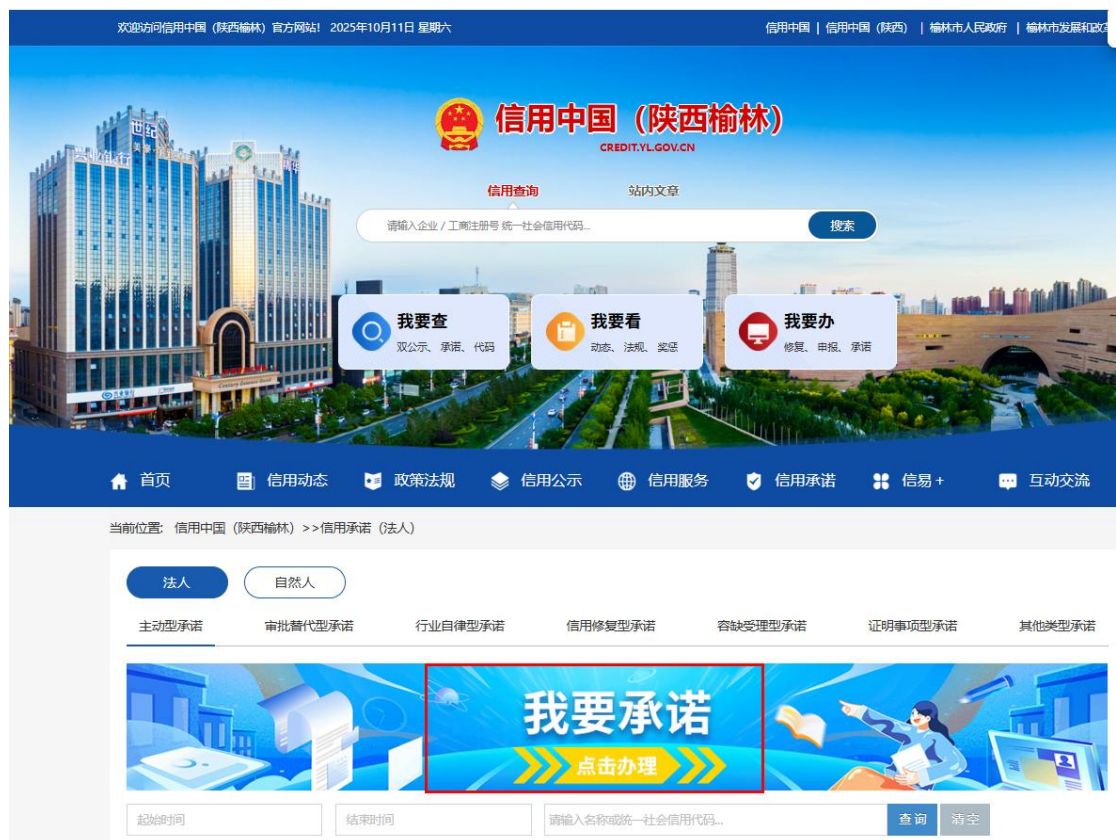 欢迎访问信用中国（陕西榆林）官方网站！ 2025年10月11日 星期六
信用中国 | 信用中国（陕西） | 榆林市人民政府 | 榆林市发展和改
世纪
兴业银行
信用中国（陕西榆林）
CREDIT.YL.GOV.CN
信用查询 站内文章
请输入企业 / 工商注册号 统一社会信用代码...
搜索
我要查
双公示、承诺、代码
我要看
动态、法规、奖惩
我要办
修复、申报、承诺
首页 信用动态 政策法规 信用公示 信用服务 信用承诺 信易+ 互动交流
当前位置: 信用中国（陕西榆林）>>信用承诺（法人）
法人 自然人
主动型承诺 审批替代型承诺 行业自律型承诺 信用修复型承诺 容缺受理型承诺 证明事项型承诺 其他类型承诺
我要承诺
点击办理
起始时间 结束时间 请输入名称或统一社会信用代码... 查询 清空